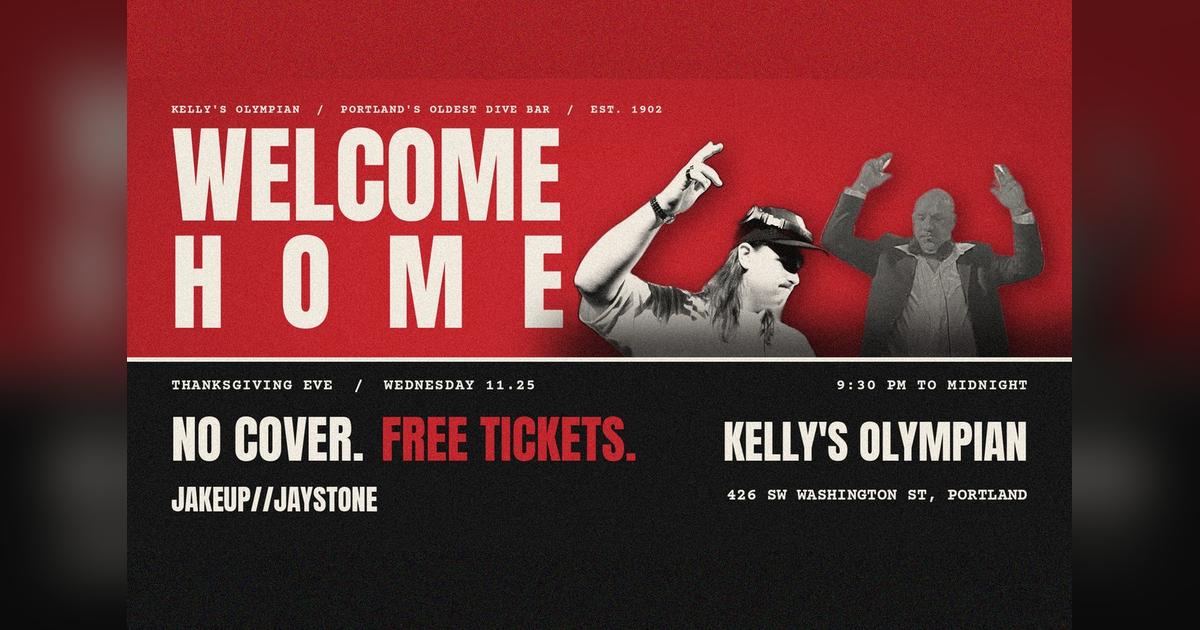 KELLY'S OLYMPIAN / PORTLAND'S OLDEST DIVE BAR / EST. 1902
WELCOME
HOME
THANKSGIVING EVE / WEDNESDAY 11.25
9:30 PM TO MIDNIGHT
NO COVER. FREE TICKETS.
KELLY'S OLYMPIAN
JAKEUP//JAYSTONE
426 SW WASHINGTON ST, PORTLAND